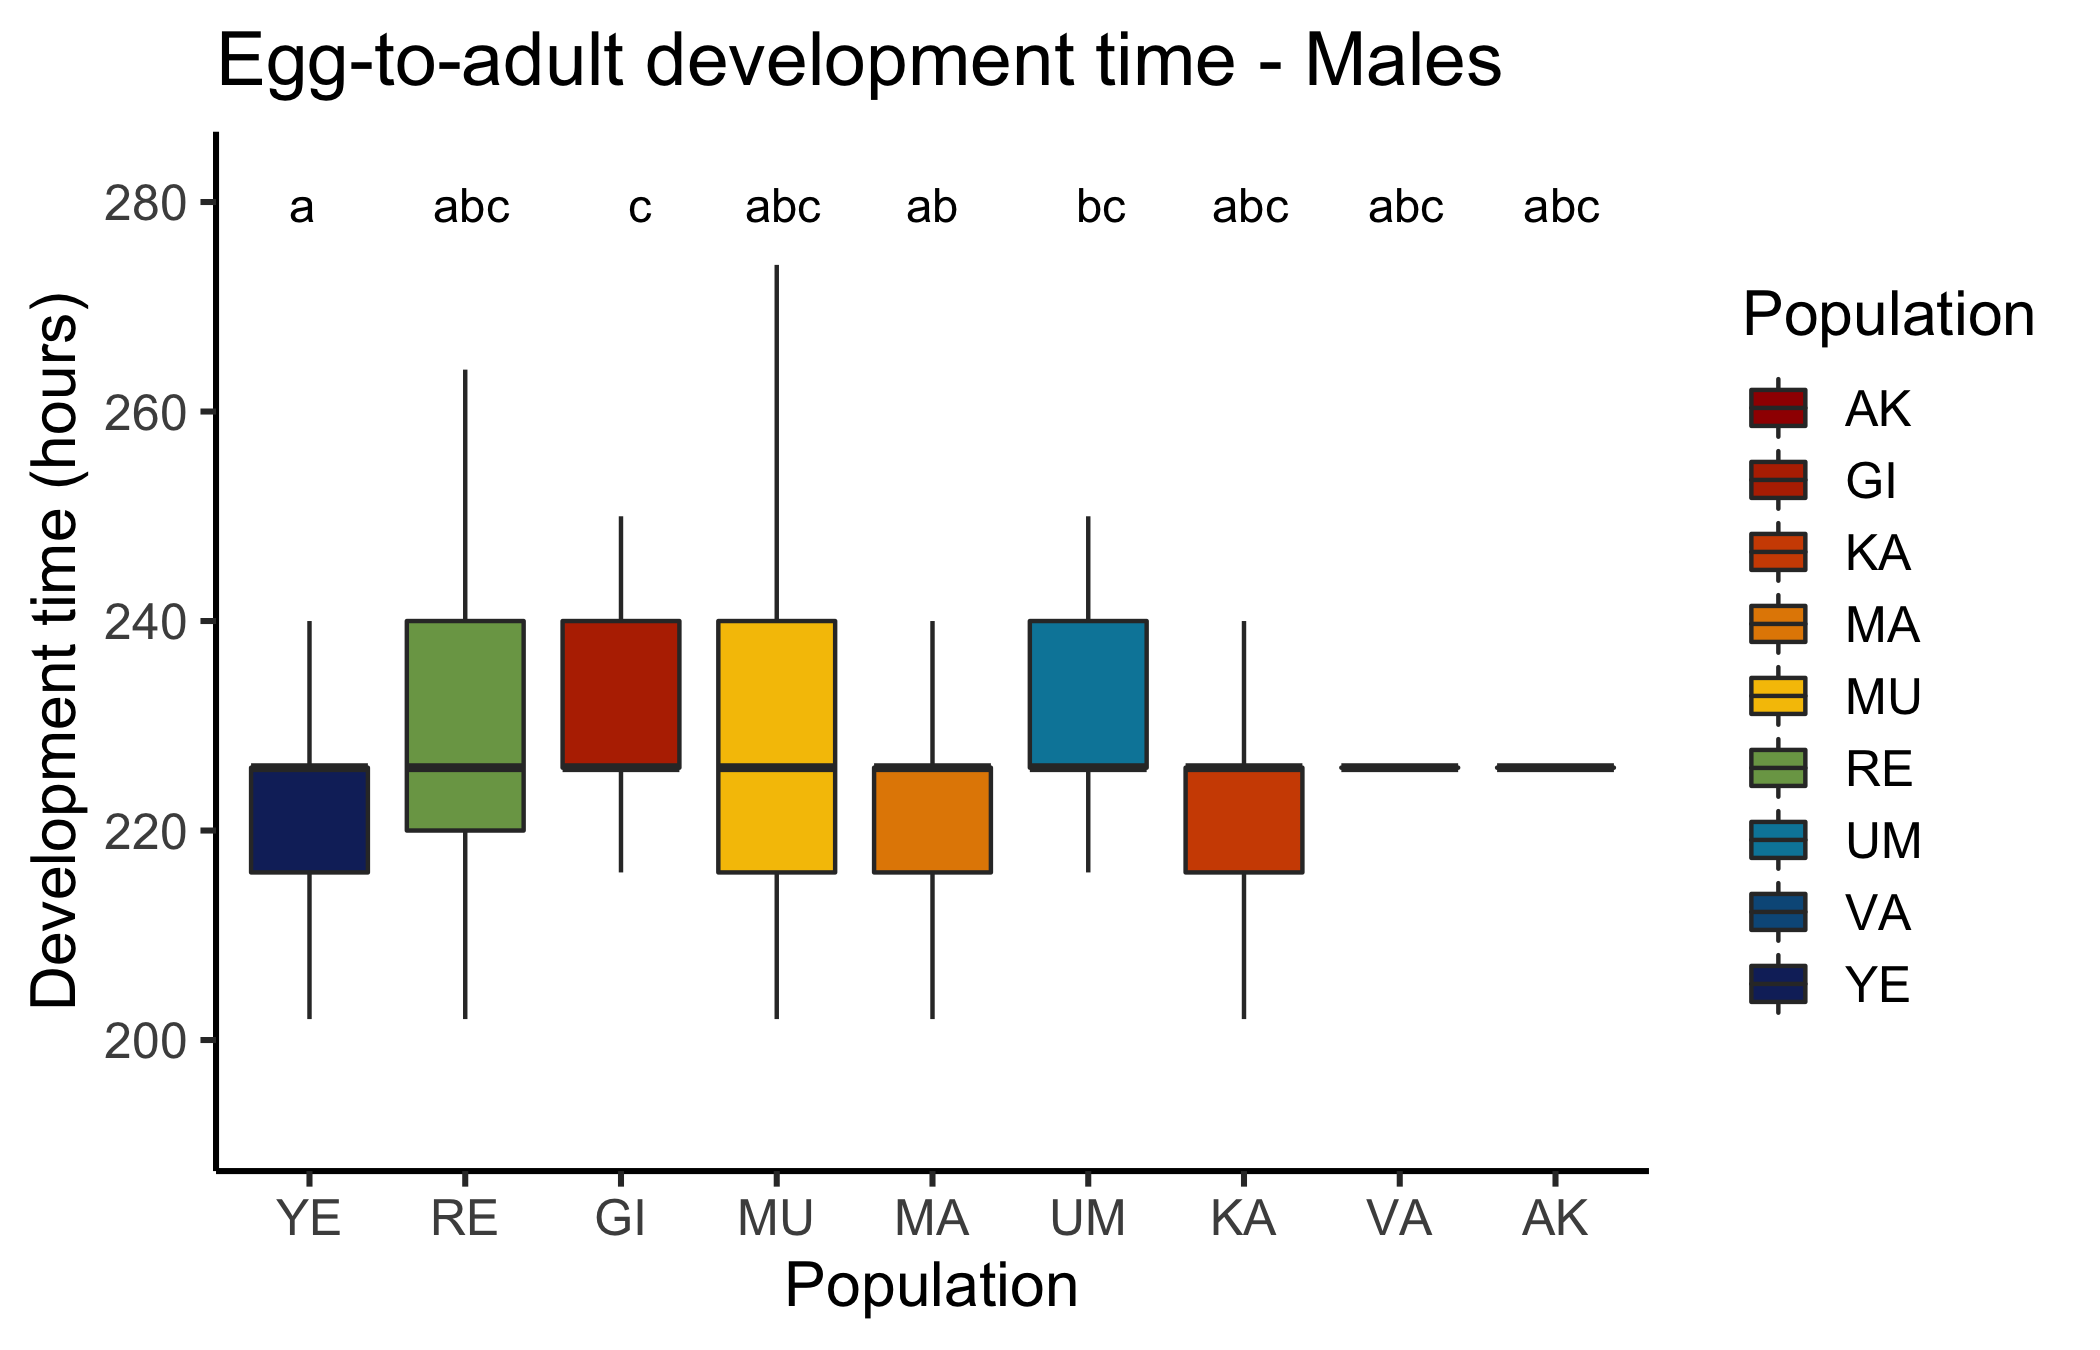 Egg-to-adult development time - Males
Development time (hours)
280
260
240
220
200
a abc c abc ab bc abc abc abc
YE RE GI MU MA UM KA VA AK
Population
Population
AK
GI
KA
MA
MU
RE
UM
VA
YE